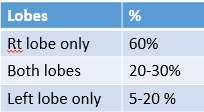 Lobes %
Rt lobe only 60%
Both lobes 20-30%
Left lobe only 5-20 %